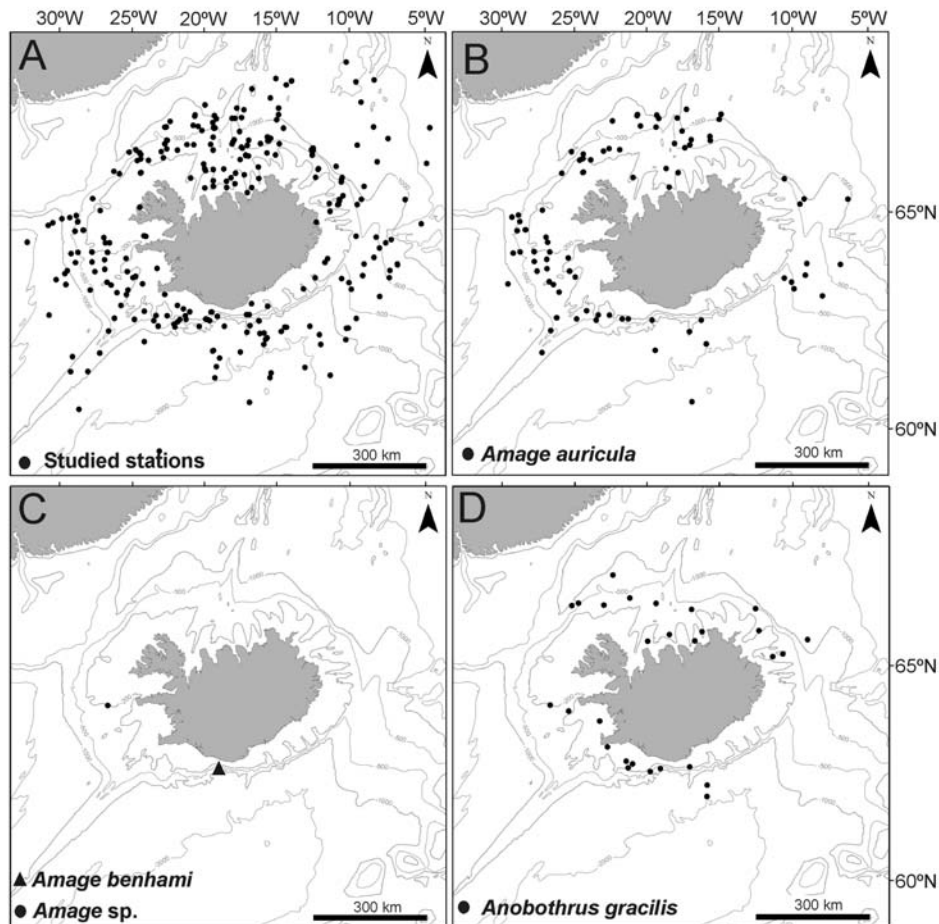 30ºW 25ºW 20ºW 15ºW 10ºW 5ºW
30ºW 25ºW 20ºW 15ºW 10ºW 5ºW
A
N
B
N
65ºN
60ºN
Studied stations
300 km
Amage auricula
300 km
C
N
D
N
65ºN
60ºN
Amage benhami
Amage sp.
300 km
Anobothrus gracilis
300 km